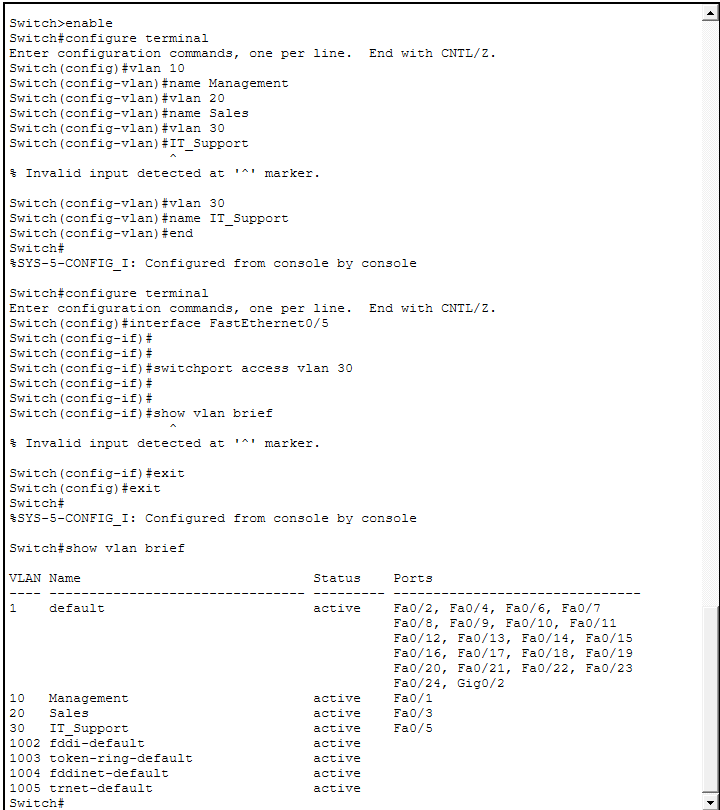 Switch>enable
Switch#configure terminal
Enter configuration commands, one per line.  End with CNTL/Z.
Switch(config)#vlan 10
Switch(config-vlan)#name Management
Switch(config-vlan)#vlan 20
Switch(config-vlan)#name Sales
Switch(config-vlan)#vlan 30
Switch(config-vlan)#IT_Support
                    ^
% Invalid input detected at '^' marker.

Switch(config-vlan)#vlan 30
Switch(config-vlan)#name IT_Support
Switch(config-vlan)#end
Switch#
%SYS-5-CONFIG_I: Configured from console by console

Switch#configure terminal
Enter configuration commands, one per line.  End with CNTL/Z.
Switch(config)#interface FastEthernet0/5
Switch(config-if)#
Switch(config-if)#
Switch(config-if)#switchport access vlan 30
Switch(config-if)#
Switch(config-if)#
Switch(config-if)#show vlan brief
                    ^
% Invalid input detected at '^' marker.

Switch(config-if)#exit
Switch(config)#exit
Switch#
%SYS-5-CONFIG_I: Configured from console by console

Switch#show vlan brief

VLAN Name                             Status    Ports
---- -------------------------------- --------- -------------------------------
1    default                          active    Fa0/2, Fa0/4, Fa0/6, Fa0/7
                                                Fa0/8, Fa0/9, Fa0/10, Fa0/11
                                                Fa0/12, Fa0/13, Fa0/14, Fa0/15
                                                Fa0/16, Fa0/17, Fa0/18, Fa0/19
                                                Fa0/20, Fa0/21, Fa0/22, Fa0/23
                                                Fa0/24, Gig0/2
10   Management                       active    Fa0/1
20   Sales                            active    Fa0/3
30   IT_Support                       active    Fa0/5
1002 fddi-default                     active
1003 token-ring-default               active
1004 fddinet-default                  active
1005 trnet-default                    active
Switch#